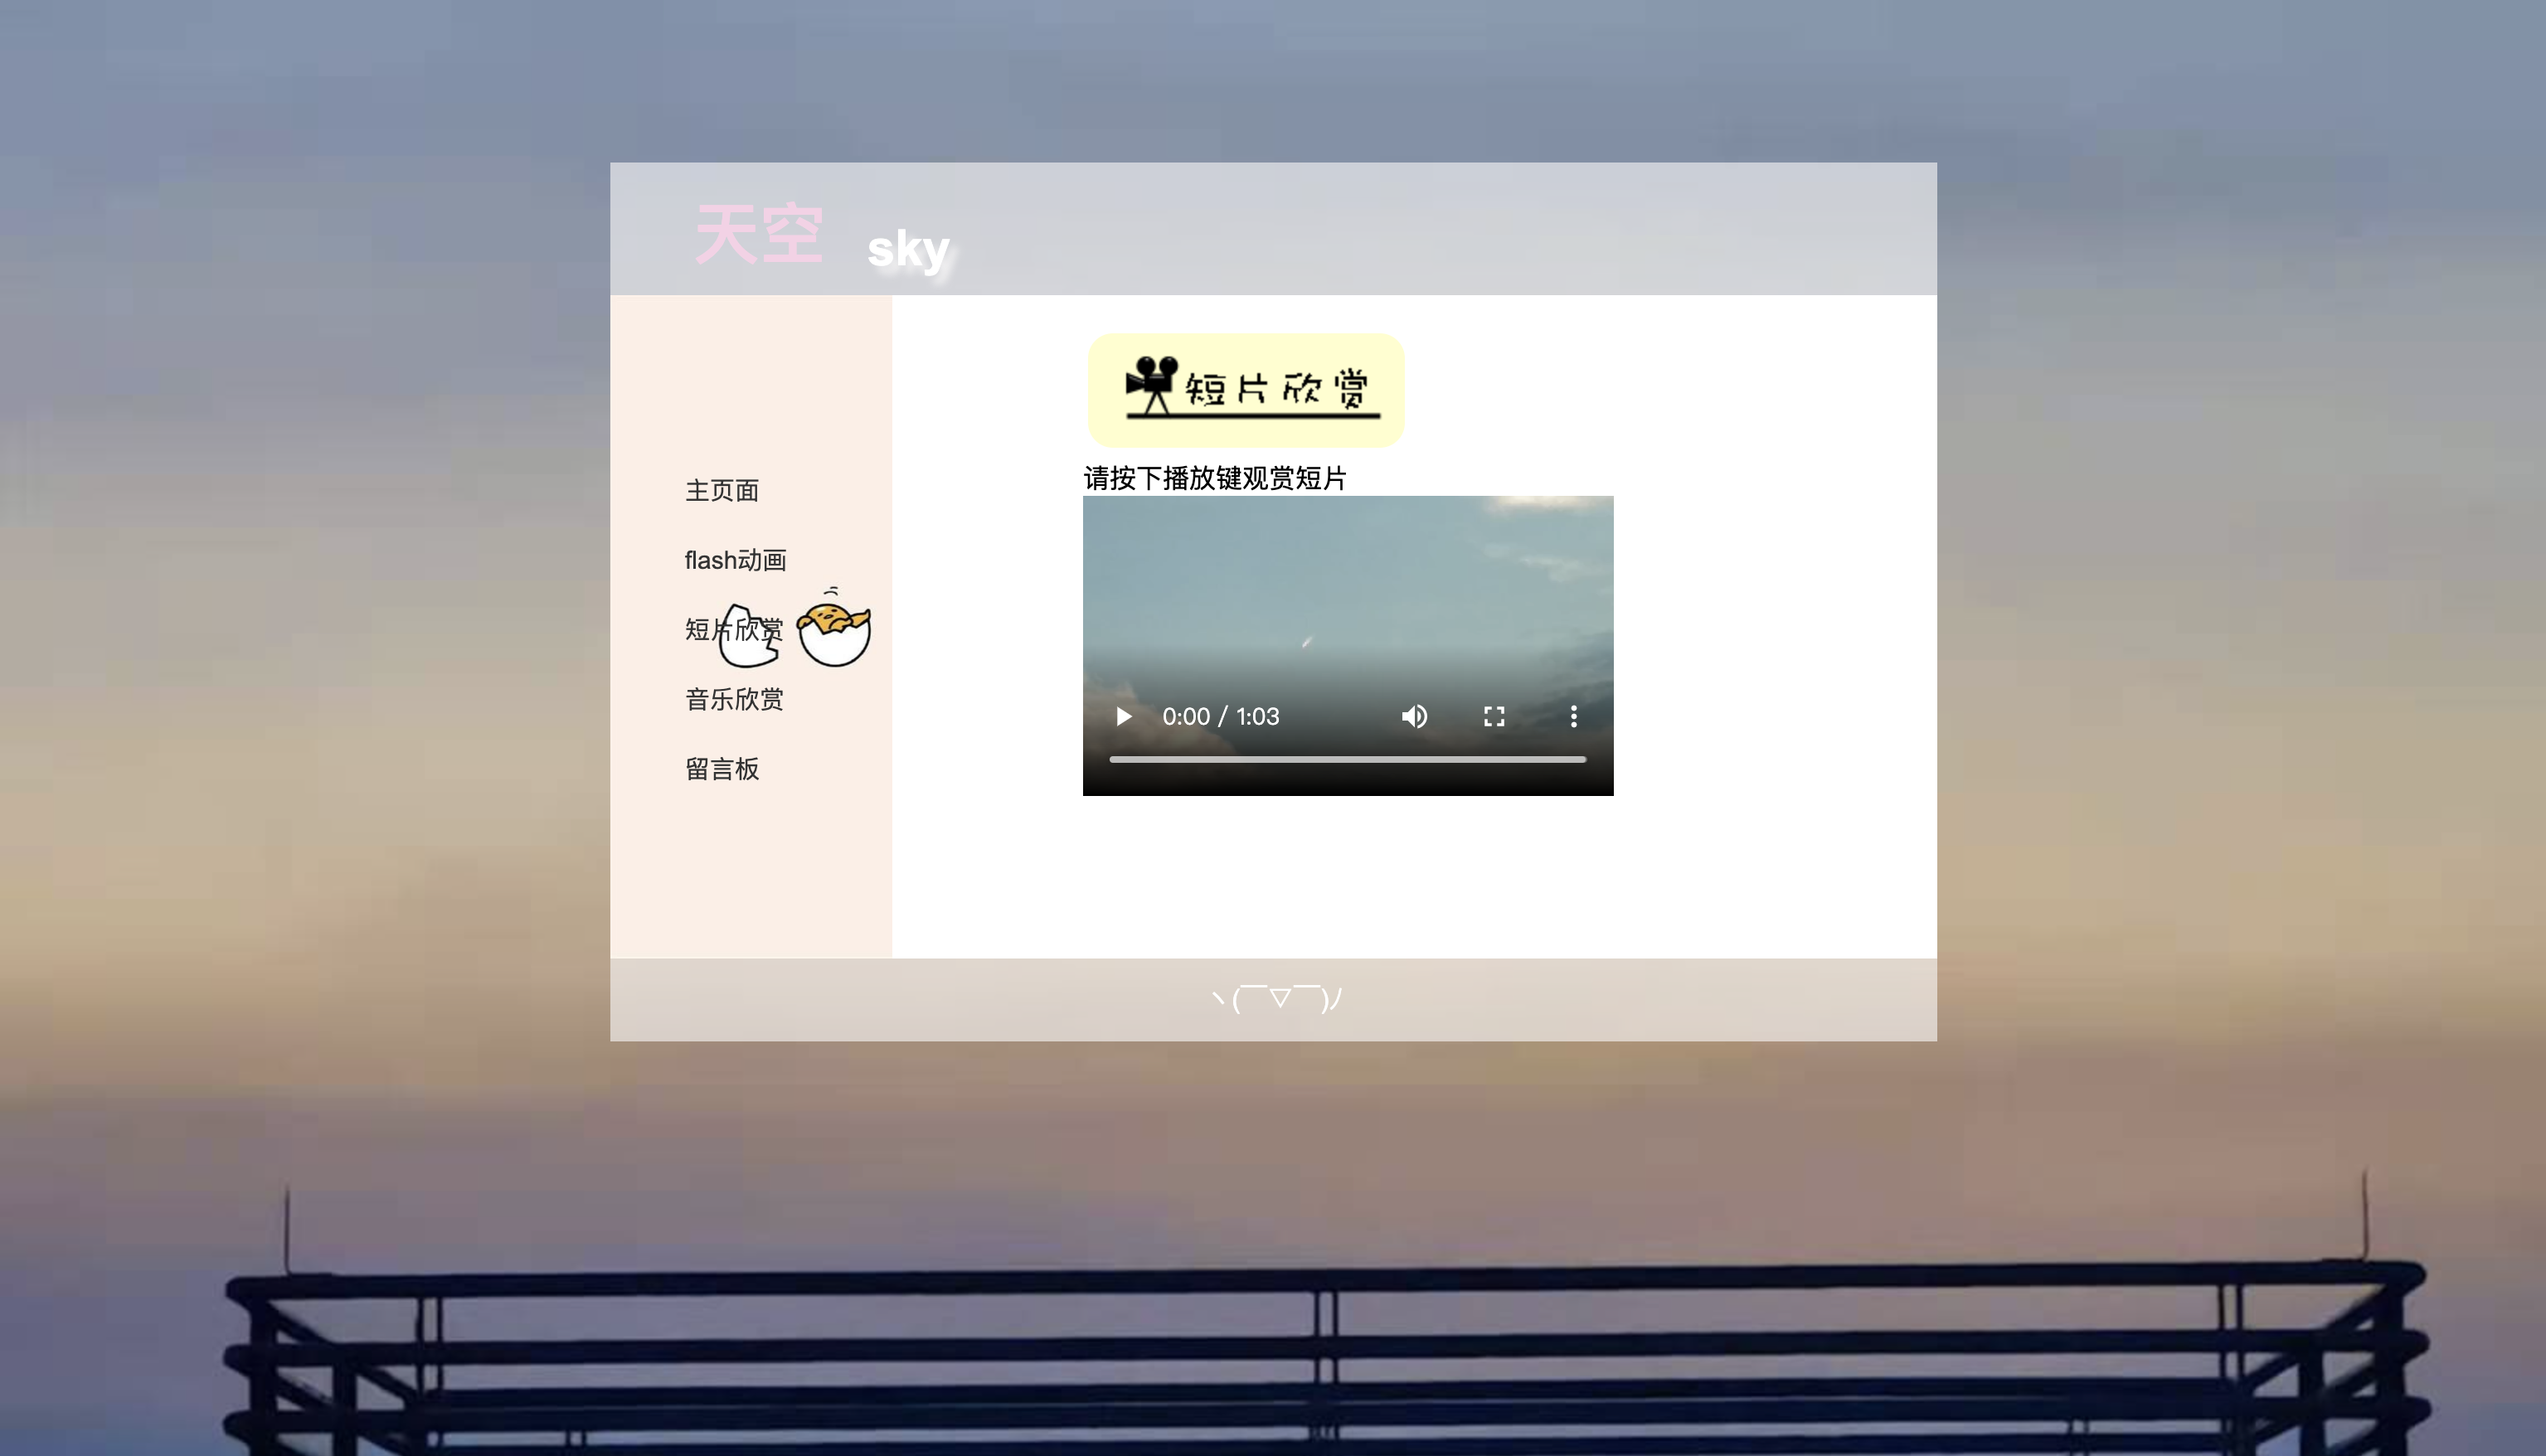 天空 sky
主页面
flash动画
短片欣赏
音乐欣赏
留言板
短片欣赏
请按下播放键观赏短片
0:00 / 1:03
ヽ(￣▽￣)ﾉ